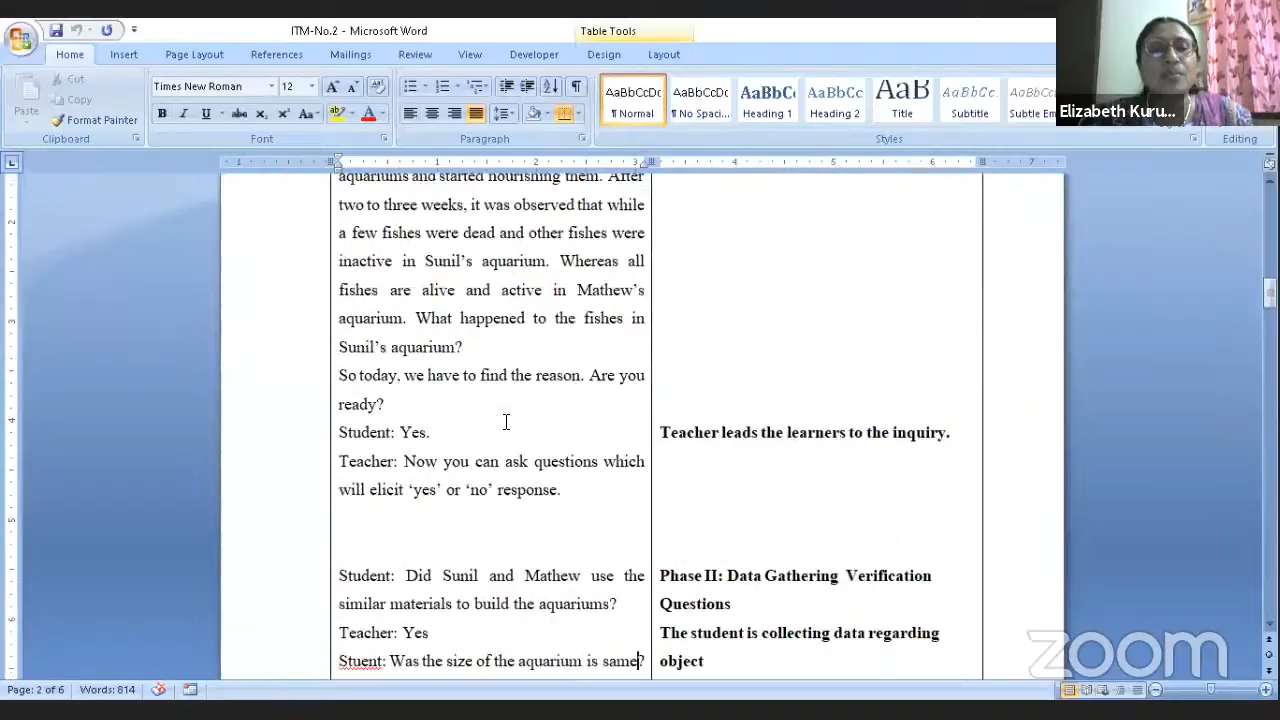 ITM-No.2 - Microsoft Word
Table Tools
Home Insert Page Layout References Mailings Review View Developer Design Layout
Paste
Cut
Copy
Format Painter
Clipboard
Times New Roman 12
Font
Paragraph
AaBbCcDc AaBbCcDc AaBbCc AaBbCc AaB AaBbCc. AaBbCcDc
¶ Normal ¶ No Spaci... Heading 1 Heading 2 Title Subtitle Subtle Em
Styles
Editing
Elizabeth Kuru...
aquariums and started nourishing them. After
two to three weeks, it was observed that while
a few fishes were dead and other fishes were
inactive in Sunil’s aquarium. Whereas all
fishes are alive and active in Mathew’s
aquarium. What happened to the fishes in
Sunil’s aquarium?
So today, we have to find the reason. Are you
ready?
Student: Yes.
Teacher: Now you can ask questions which
will elicit ‘yes’ or ‘no’ response.
Student: Did Sunil and Mathew use the
similar materials to build the aquariums?
Teacher: Yes
Stuent: Was the size of the aquarium is same?
Teacher leads the learners to the inquiry.
Phase II: Data Gathering Verification
Questions
The student is collecting data regarding
object
zoom
Page: 2 of 6 Words: 814